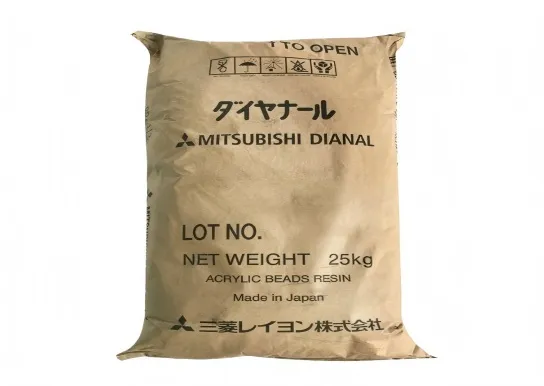 TO OPEN
ダイヤナール
MITSUBISHI DIANAL
LOT NO.
NET WEIGHT 25kg
ACRYLIC BEADS RESIN
Made in Japan
三菱レイヨン株式会社